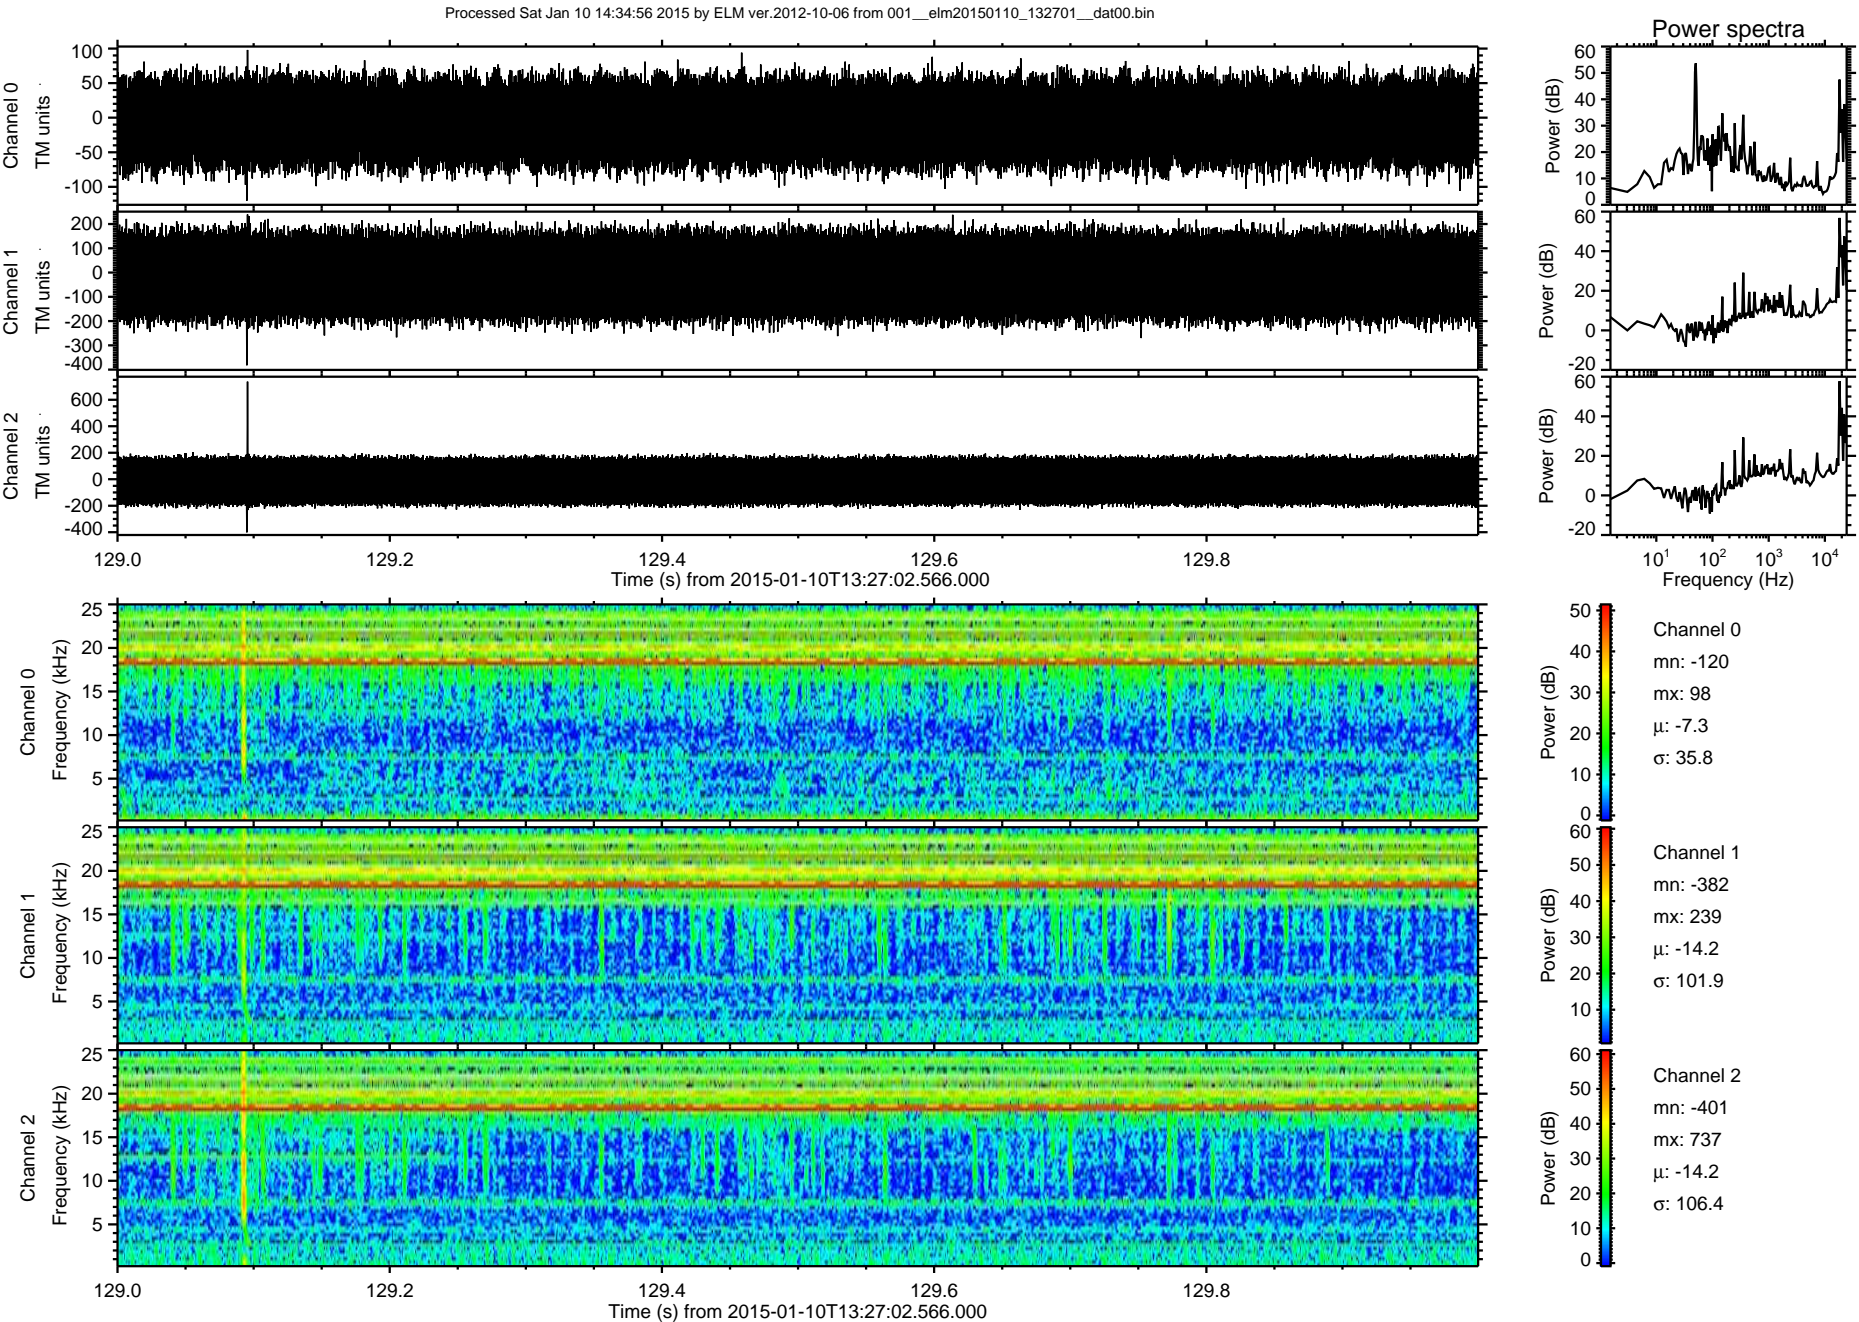 Processed Sat Jan 10 14:34:56 2015 by ELM ver.2012-10-06 from 001__elm20150110_132701__dat00.bin
Power spectra
Channel 0
TM units
100
50
0
-50
-100
Power (dB)
60
50
40
30
20
10
0
Channel 1
TM units
200
100
0
-100
-200
-300
-400
Power (dB)
60
40
20
0
-20
Channel 2
TM units
600
400
200
0
-200
-400
Power (dB)
60
40
20
0
-20
129.0 129.2 129.4 129.6 129.8
Time (s) from 2015-01-10T13:27:02.566.000
10^1 10^2 10^3 10^4
Frequency (Hz)
Channel 0
Frequency (kHz)
25
20
15
10
5
Power (dB)
50
40
30
20
10
0
Channel 0
mn: -120
mx: 98
μ: -7.3
σ: 35.8
Channel 1
Frequency (kHz)
25
20
15
10
5
Power (dB)
60
50
40
30
20
10
Channel 1
mn: -382
mx: 239
μ: -14.2
σ: 101.9
Channel 2
Frequency (kHz)
25
20
15
10
5
Power (dB)
60
50
40
30
20
10
0
Channel 2
mn: -401
mx: 737
μ: -14.2
σ: 106.4
129.0 129.2 129.4 129.6 129.8
Time (s) from 2015-01-10T13:27:02.566.000